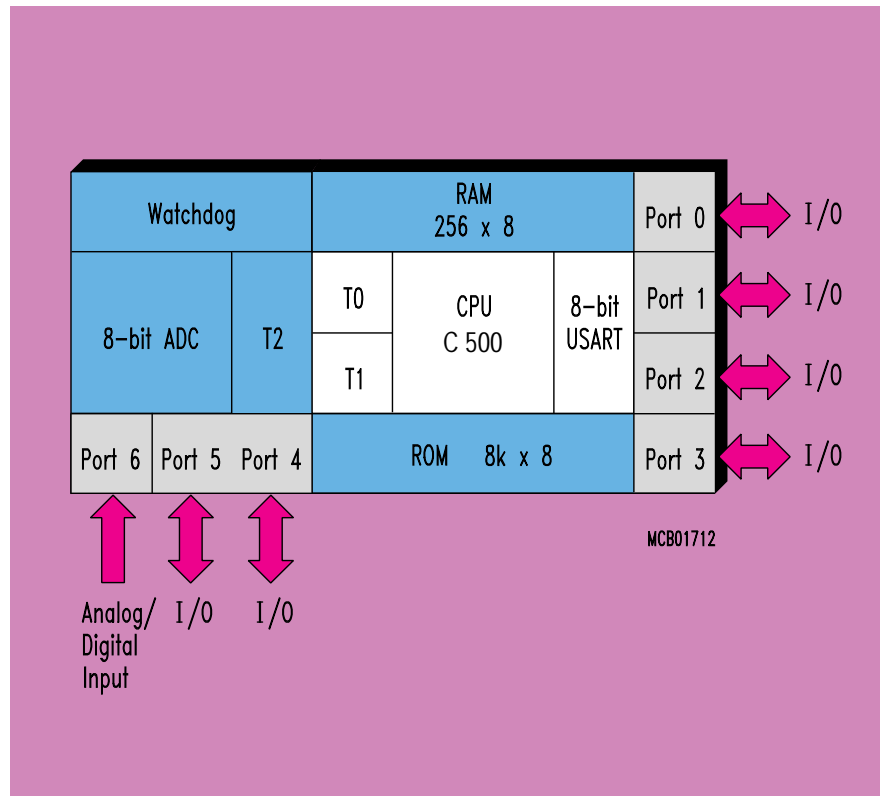 Watchdog
RAM
256 x 8
Port 0
I/O
8-bit ADC
T2
T0
T1
CPU
C 500
8-bit
USART
Port 1
I/O
Port 2
I/O
Port 6
Port 5
Port 4
ROM 8k x 8
Port 3
I/O
MCB01712
Analog/
Digital
Input
I/O
I/O